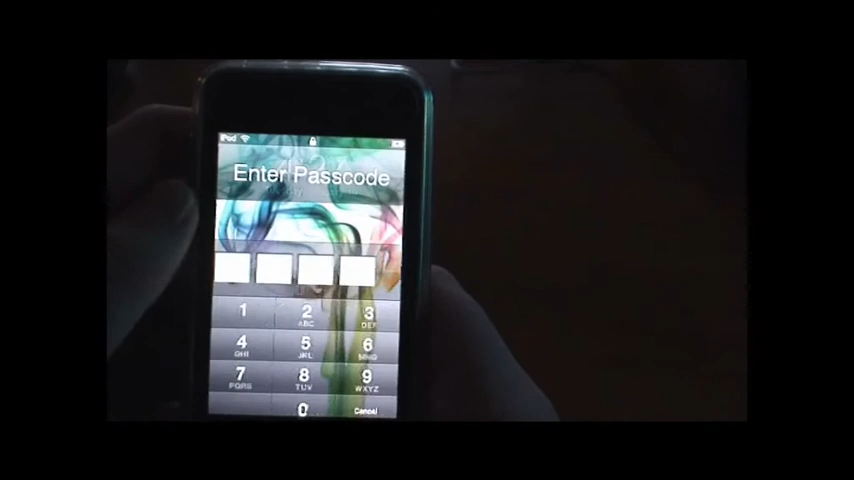 iPod
Enter Passcode
1 2 3
ABC DEF
4 5 6
GHI JKL MNO
7 8 9
PQRS TUV WXYZ
0 Cancel